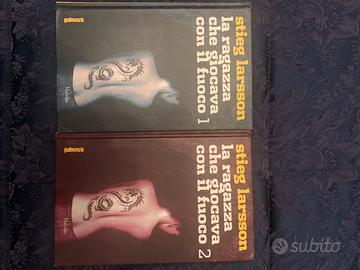 stieg larsson
la ragazza
che giocava
con il fuoco 1
stieg larsson
la ragazza
che giocava
con il fuoco 2
subito